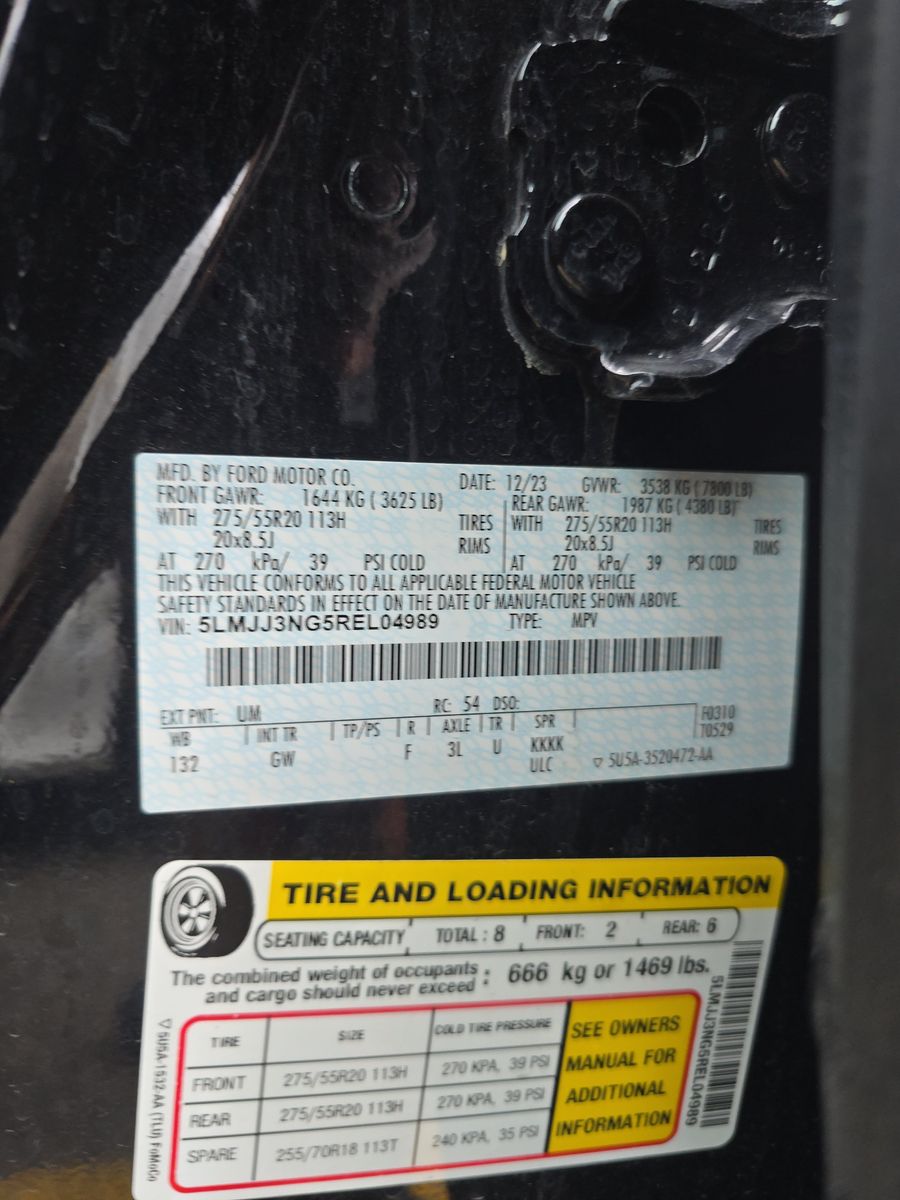 MFD. BY FORD MOTOR CO. DATE: 12/23 GVWR: 3538 KG ( 7800 LB)
FRONT GAWR: 1644 KG ( 3625 LB) REAR GAWR: 1987 KG ( 4380 LB)
WITH 275/55R20 113H TIRES WITH 275/55R20 113H TIRES
20x8.5J RIMS 20x8.5J RIMS
AT 270 kPa/ 39 PSI COLD AT 270 kPa/ 39 PSI COLD
THIS VEHICLE CONFORMS TO ALL APPLICABLE FEDERAL MOTOR VEHICLE
SAFETY STANDARDS IN EFFECT ON THE DATE OF MANUFACTURE SHOWN ABOVE.
VIN: 5LMJJ3NG5REL04989 TYPE: MPV
EXT PNT: UM RC: 54 DSO:
WB INT TR TP/PS R AXLE TR SPR F0310
T0529
132 GW F 3L U KKKK
ULC ▽ 5U5A-3520472-AA
TIRE AND LOADING INFORMATION
SEATING CAPACITY TOTAL : 8 FRONT: 2 REAR: 6
The combined weight of occupants
and cargo should never exceed : 666 kg or 1469 lbs.
TIRE SIZE COLD TIRE PRESSURE
FRONT 275/55R20 113H 270 KPA, 39 PSI
REAR 275/55R20 113H 270 KPA, 39 PSI
SPARE 255/70R18 113T 240 KPA, 35 PSI
SEE OWNERS
MANUAL FOR
ADDITIONAL
INFORMATION
▽ 5U5A-1532-AA (TLU) FoMoCo
5LMJJ3NG5REL04989